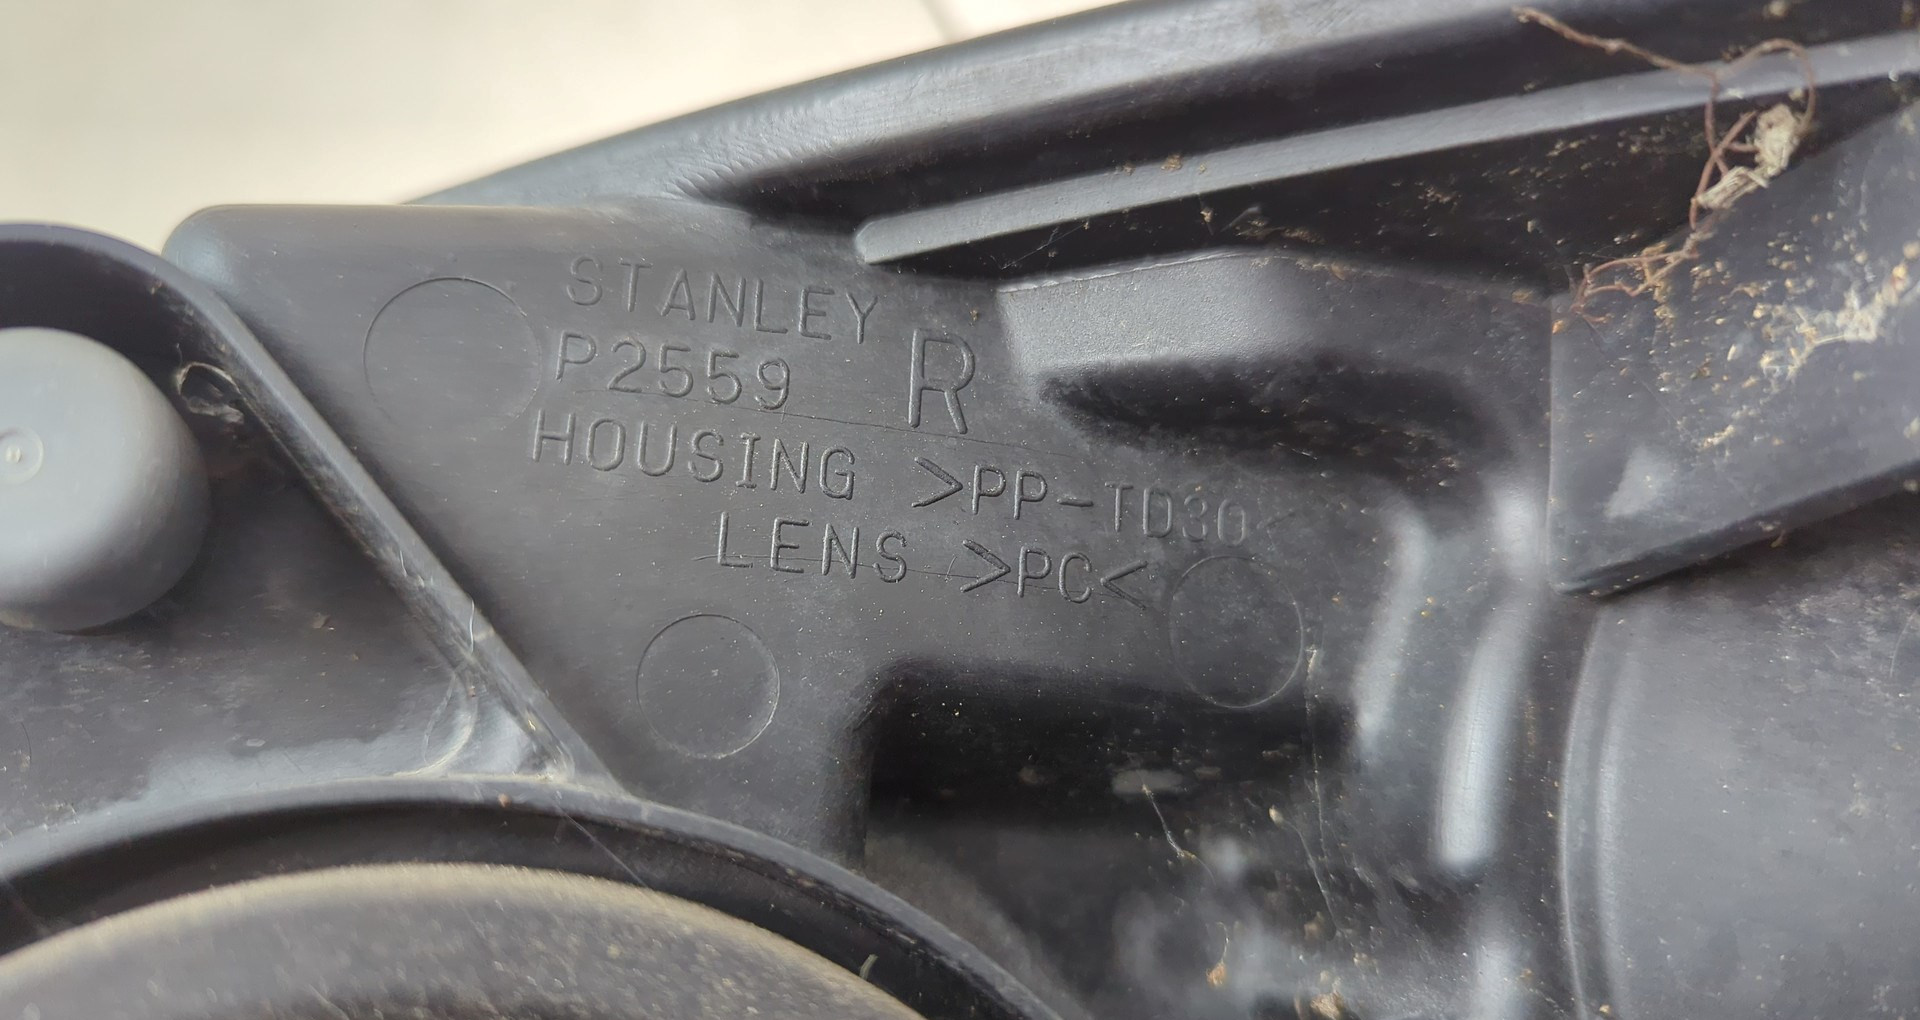 STANLEY
P2559 R
HOUSING >PP-TD30<
LENS >PC<